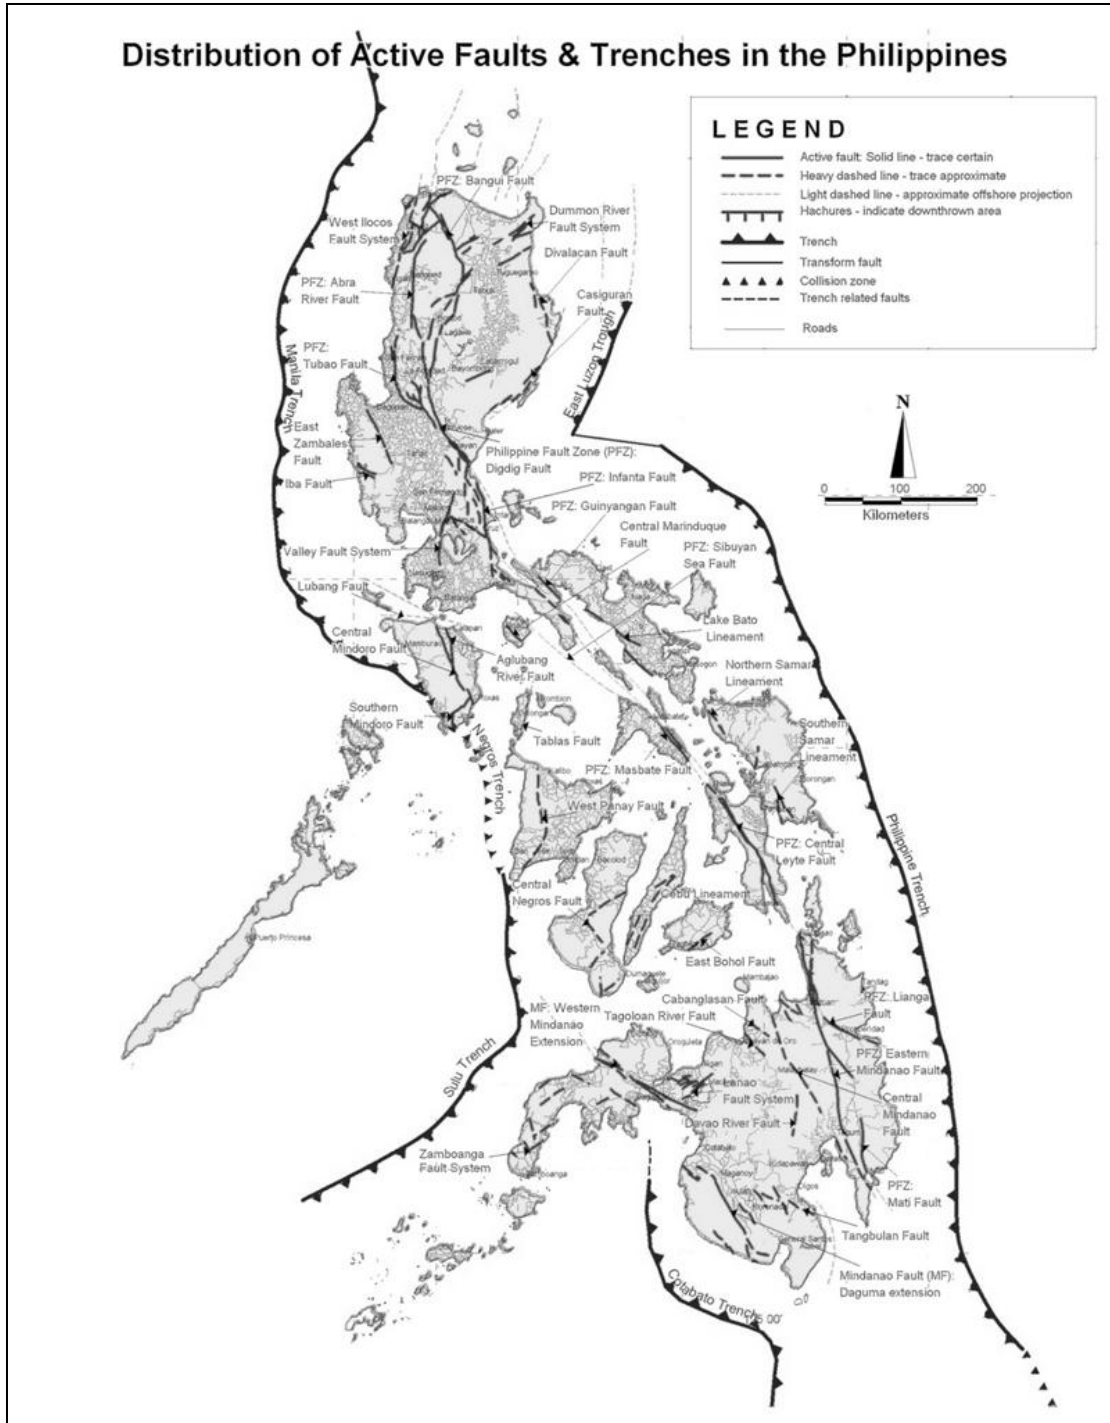 Distribution of Active Faults & Trenches in the Philippines
LEGEND
Active fault: Solid line - trace certain
Heavy dashed line - trace approximate
Light dashed line - approximate offshore projection
Hachures - indicate downthrown area
Trench
Transform fault
Collision zone
Trench related faults
Roads
N
0 100 200
Kilometers
PFZ: Bangui Fault
West Ilocos
Fault System
Dummon River
Fault System
Divalacan Fault
PFZ: Abra
River Fault
Casiguran
Fault
PFZ:
Tubao Fault
Manila Trench
East Luzon Trough
East
Zambales
Fault
Iba Fault
Philippine Fault Zone (PFZ):
Digdig Fault
PFZ: Infanta Fault
PFZ: Guinyangan Fault
Central Marinduque
Fault
PFZ: Sibuyan
Sea Fault
Valley Fault System
Lubang Fault
Central
Mindoro Fault
Aglubang
River Fault
Lake Bato
Lineament
Northern Samar
Lineament
Southern
Mindoro Fault
Negros Trench
Tablas Fault
Southern
Samar
Lineament
PFZ: Masbate Fault
West Panay Fault
PFZ: Central
Leyte Fault
Philippine Trench
Central
Negros Fault
Cebu Lineament
East Bohol Fault
Puerto Princesa
Dumaguete
Mambajao
MF: Western
Mindanao
Extension
Cabanglasan Fault
Tagoloan River Fault
PFZ: Lianga
Fault
Oroquieta
PFZ: Eastern
Mindanao Fault
Sulu Trench
Lanao
Fault System
Central
Mindanao
Fault
Davao River Fault
Zamboanga
Fault System
Cotabato
Maganoy
Digos
PFZ:
Mati Fault
Tangbulan Fault
General Santos
Mindanao Fault (MF):
Daguma extension
Cotabato Trench